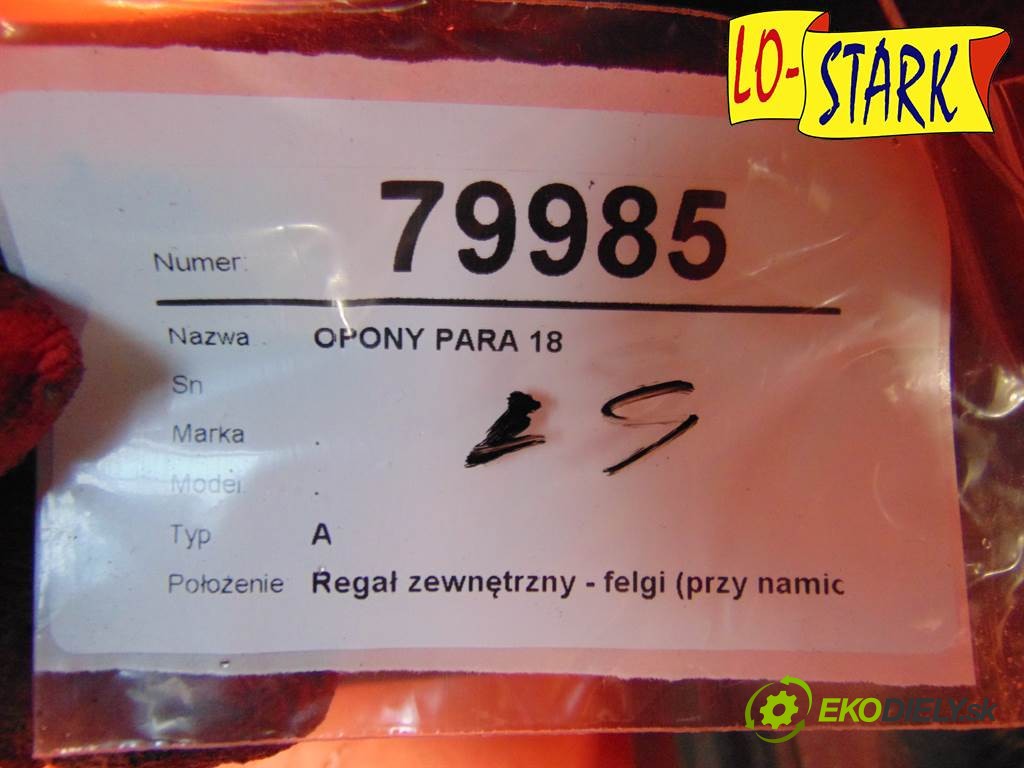 LO-STARK
79985
Numer:
Nazwa OPONY PARA 18
Sn
Marka .
Model .
Typ A
Położenie Regał zewnętrzny - felgi (przy namic
EKODIELY.sk